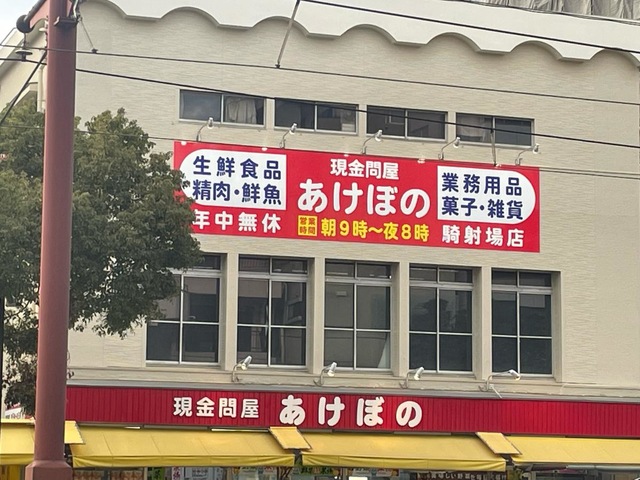 生鮮食品
精肉・鮮魚
年中無休
現金問屋
あけぼの
営業時間 朝9時〜夜8時
業務用品
菓子・雑貨
騎射場店
現金問屋 あけぼの